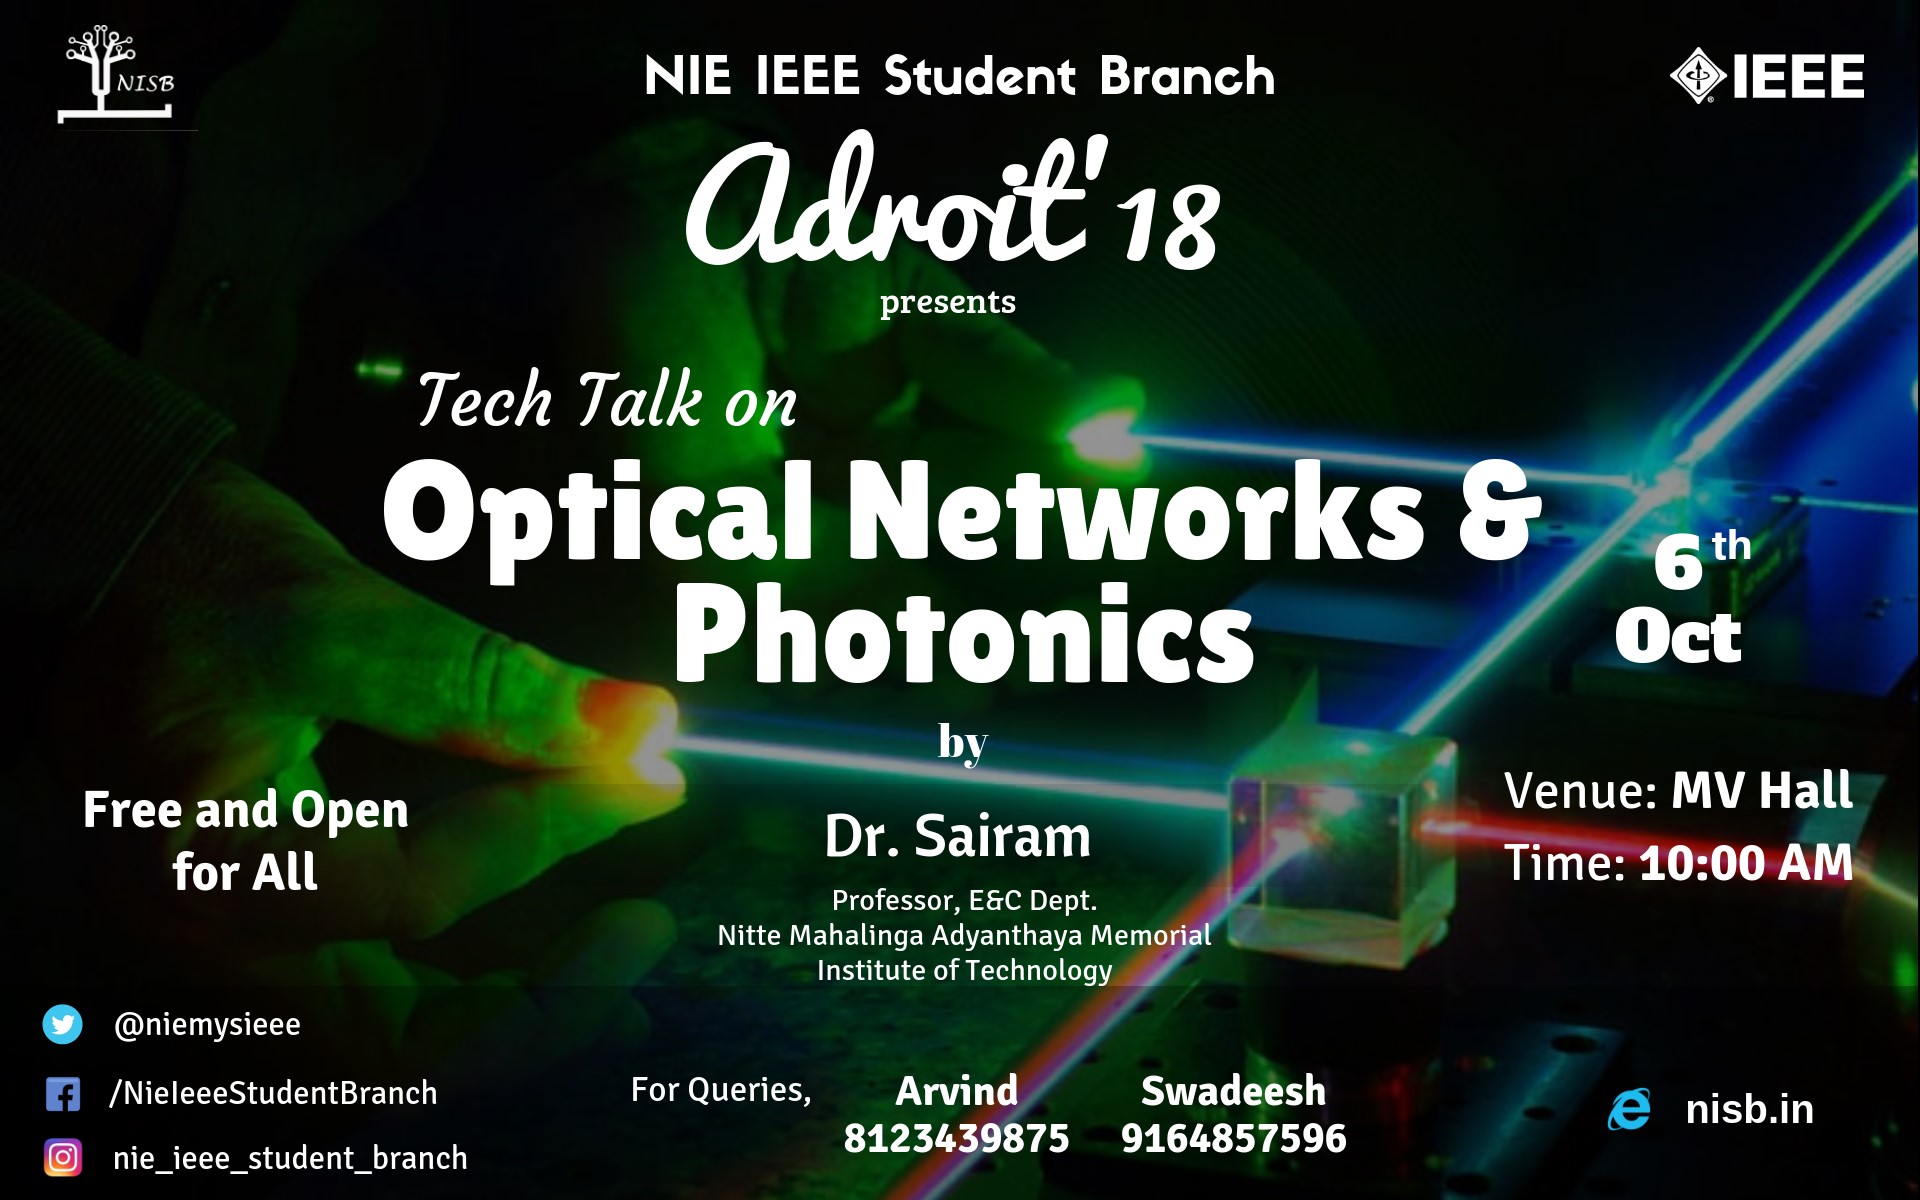 NISB
NIE IEEE Student Branch
IEEE
Adroit'18
presents
Tech Talk on
Optical Networks &
Photonics
6th
Oct
by
Dr. Sairam
Professor, E&C Dept.
Nitte Mahalinga Adyanthaya Memorial
Institute of Technology
Free and Open
for All
Venue: MV Hall
Time: 10:00 AM
@niemysieee
/NieIeeeStudentBranch
nie_ieee_student_branch
For Queries,
Arvind
8123439875
Swadeesh
9164857596
nisb.in